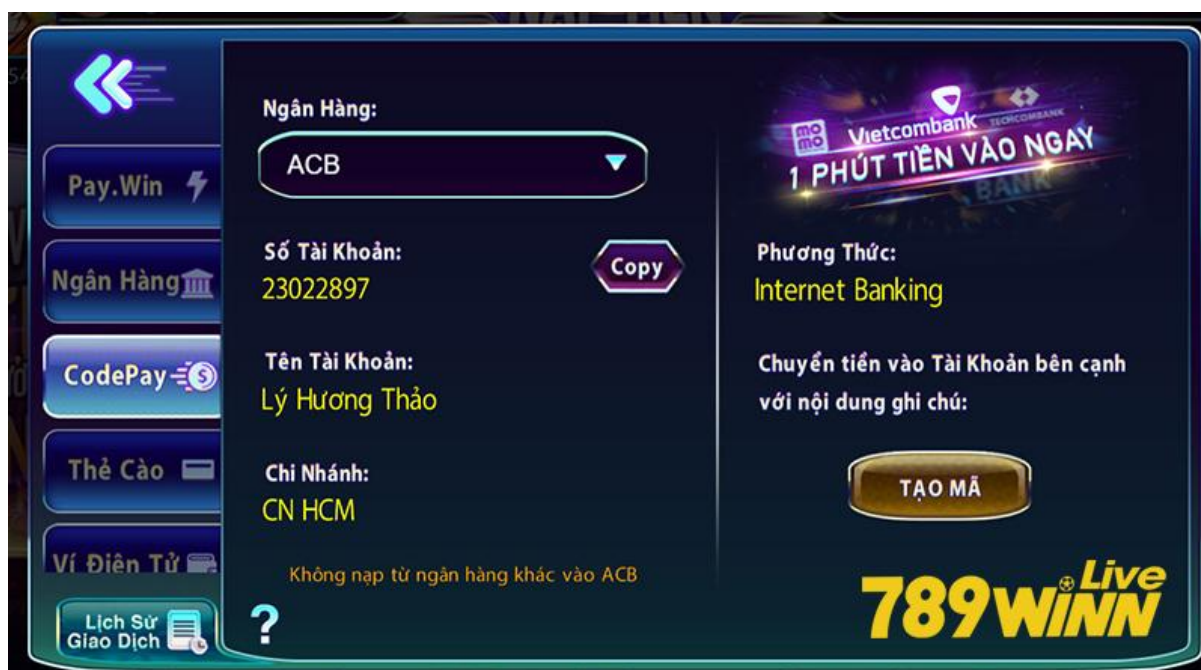 Pay.Win
Ngân Hàng
CodePay
Thẻ Cào
Ví Điện Tử
Lịch Sử
Giao Dịch
Ngân Hàng:
ACB
Số Tài Khoản:
23022897
Copy
Tên Tài Khoản:
Lý Hương Thảo
Chi Nhánh:
CN HCM
Không nạp từ ngân hàng khác vào ACB
?
mo
mo
Vietcombank
TECHCOMBANK
1 PHÚT TIỀN VÀO NGAY
BANK
Phương Thức:
Internet Banking
Chuyển tiền vào Tài Khoản bên cạnh
với nội dung ghi chú:
TẠO MÃ
789WINN Live